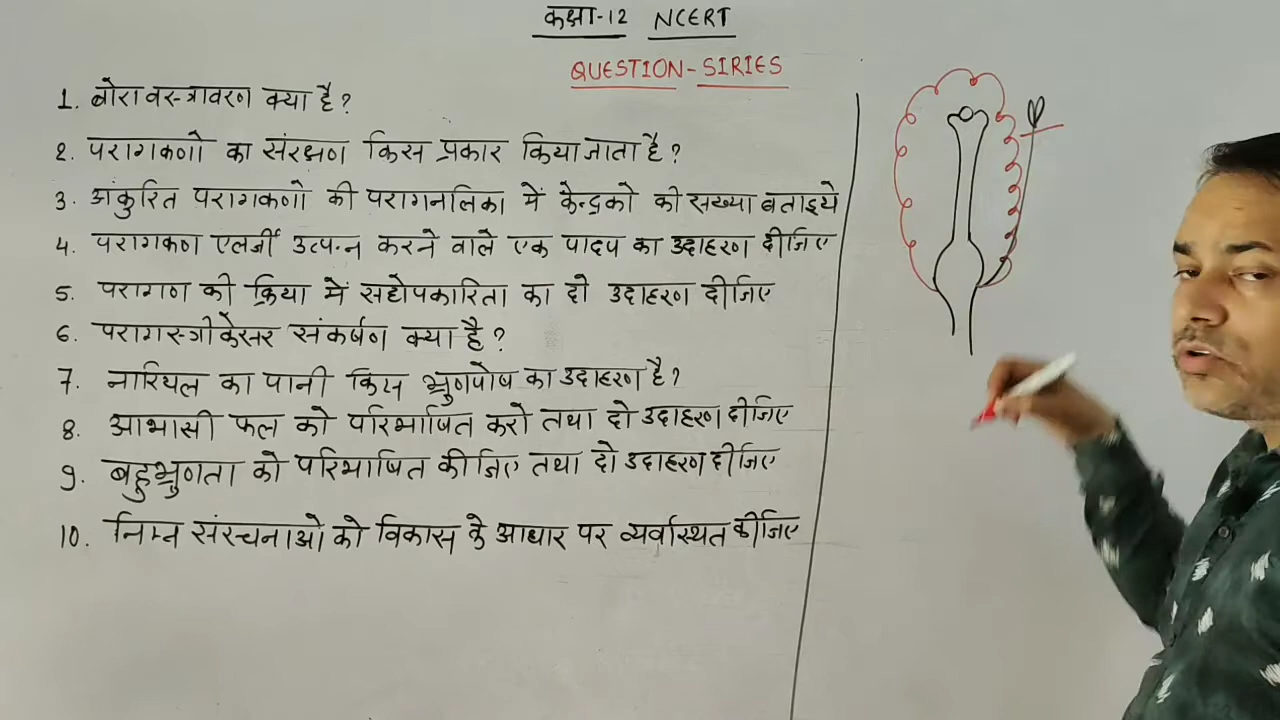 कक्षा-12 NCERT
QUESTION-SIRIES
1. बोरावस्त्रावरण क्या है?
2. परागकणो का संरक्षण किस प्रकार किया जाता है?
3. अंकुरित परागकणो की परागनलिका में केन्द्रको की सख्या बताइये
4. परागकण एलर्जी उत्पन्न करने वाले एक पादप का उदाहरण दीजिए
5. परागण की क्रिया में सहोपकारिता का दो उदाहरण दीजिए
6. परागस्त्रीकेसर संकर्षण क्या है?
7. नारियल का पानी किस भ्रुणपोष का उदाहरण है?
8. आभासी फल को परिभाषित करो तथा दो उदाहरण दीजिए
9. बहुभ्रुणता को परिभाषित कीजिए तथा दो उदाहरण दीजिए
10. निम्न संरचनाओ को विकास के आधार पर व्यवस्थित कीजिए